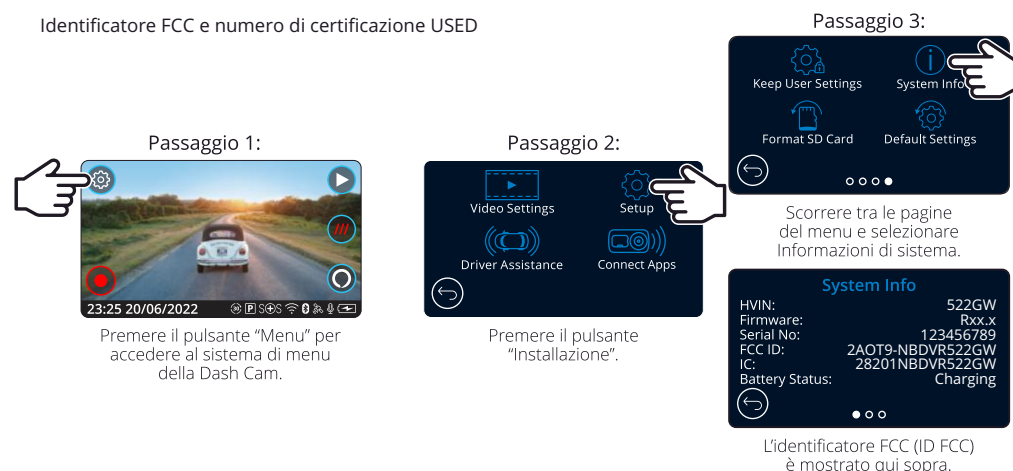 Identificatore FCC e numero di certificazione USED
Passaggio 1:
23:25 20/06/2022
P SOS
Premere il pulsante “Menu” per
accedere al sistema di menu
della Dash Cam.
Passaggio 2:
Video Settings
Setup
Driver Assistance
Connect Apps
Premere il pulsante
“Installazione”.
Passaggio 3:
Keep User Settings
System Info
Format SD Card
Default Settings
Scorrere tra le pagine
del menu e selezionare
Informazioni di sistema.
System Info
HVIN: 522GW
Firmware: Rxx.x
Serial No: 123456789
FCC ID: 2AOT9-NBDVR522GW
IC: 28201NBDVR522GW
Battery Status: Charging
L’identificatore FCC (ID FCC)
è mostrato qui sopra.